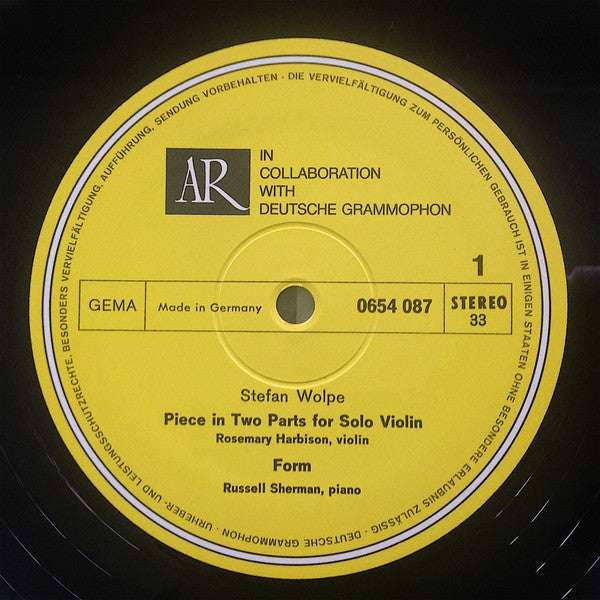 AR
IN
COLLABORATION
WITH
DEUTSCHE GRAMMOPHON
1
GEMA
Made in Germany
0654 087
STEREO
33
Stefan Wolpe
Piece in Two Parts for Solo Violin
Rosemary Harbison, violin
Form
Russell Sherman, piano
DEUTSCHE GRAMMOPHON · URHEBER- UND LEISTUNGSSCHUTZRECHTE, BESONDERS VERVIELFÄLTIGUNG, AUFFÜHRUNG, SENDUNG VORBEHALTEN · DIE VERVIELFÄLTIGUNG ZUM PERSÖNLICHEN GEBRAUCH IST IN EINIGEN STAATEN OHNE BESONDERE ERLAUBNIS ZULÄSSIG ·